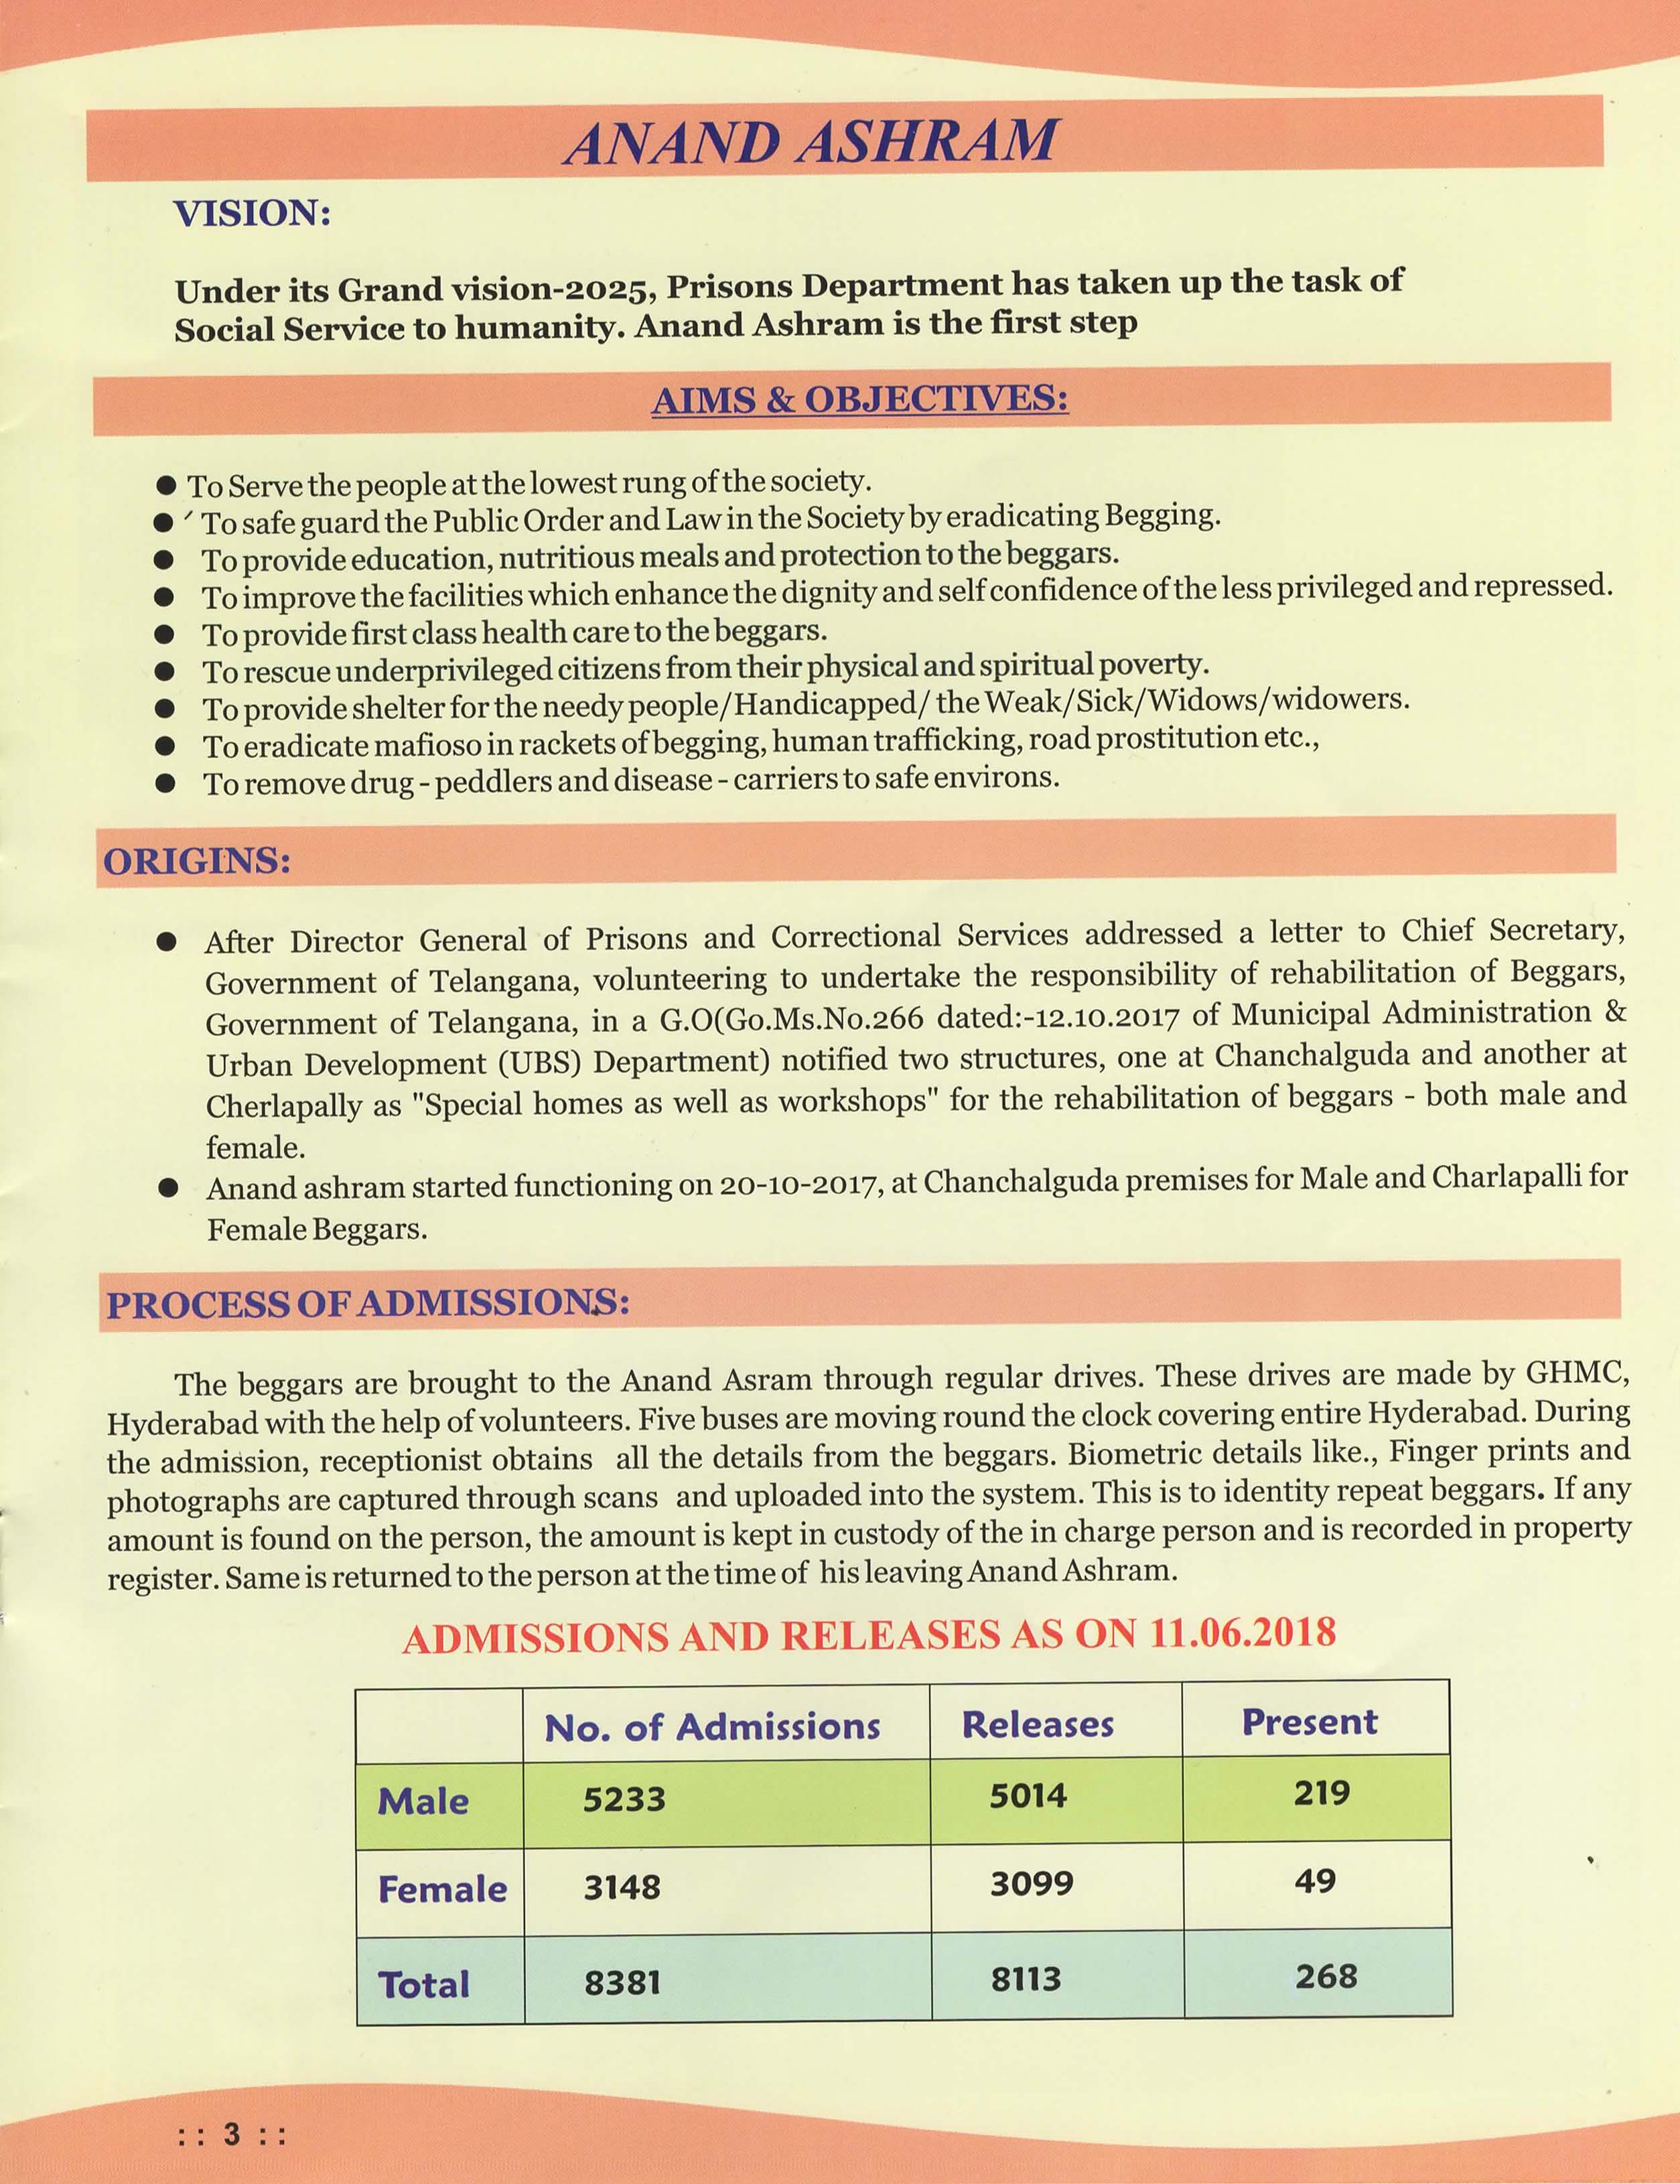 ANAND ASHRAM
VISION:
Under its Grand vision-2025, Prisons Department has taken up the task of
Social Service to humanity. Anand Ashram is the first step
AIMS & OBJECTIVES:
● To Serve the people at the lowest rung of the society.
● To safe guard the Public Order and Law in the Society by eradicating Begging.
● To provide education, nutritious meals and protection to the beggars.
● To improve the facilities which enhance the dignity and self confidence of the less privileged and repressed.
● To provide first class health care to the beggars.
● To rescue underprivileged citizens from their physical and spiritual poverty.
● To provide shelter for the needy people/Handicapped/ the Weak/Sick/Widows/widowers.
● To eradicate mafioso in rackets of begging, human trafficking, road prostitution etc.,
● To remove drug - peddlers and disease - carriers to safe environs.
ORIGINS:
● After Director General of Prisons and Correctional Services addressed a letter to Chief Secretary,
Government of Telangana, volunteering to undertake the responsibility of rehabilitation of Beggars,
Government of Telangana, in a G.O(Go.Ms.No.266 dated:-12.10.2017 of Municipal Administration &
Urban Development (UBS) Department) notified two structures, one at Chanchalguda and another at
Cherlapally as "Special homes as well as workshops" for the rehabilitation of beggars - both male and
female.
● Anand ashram started functioning on 20-10-2017, at Chanchalguda premises for Male and Charlapalli for
Female Beggars.
PROCESS OF ADMISSIONS:
The beggars are brought to the Anand Asram through regular drives. These drives are made by GHMC,
Hyderabad with the help of volunteers. Five buses are moving round the clock covering entire Hyderabad. During
the admission, receptionist obtains all the details from the beggars. Biometric details like., Finger prints and
photographs are captured through scans and uploaded into the system. This is to identity repeat beggars. If any
amount is found on the person, the amount is kept in custody of the in charge person and is recorded in property
register. Same is returned to the person at the time of his leaving Anand Ashram.
ADMISSIONS AND RELEASES AS ON 11.06.2018
No. of Admissions Releases Present
Male 5233 5014 219
Female 3148 3099 49
Total 8381 8113 268
:: 3 ::